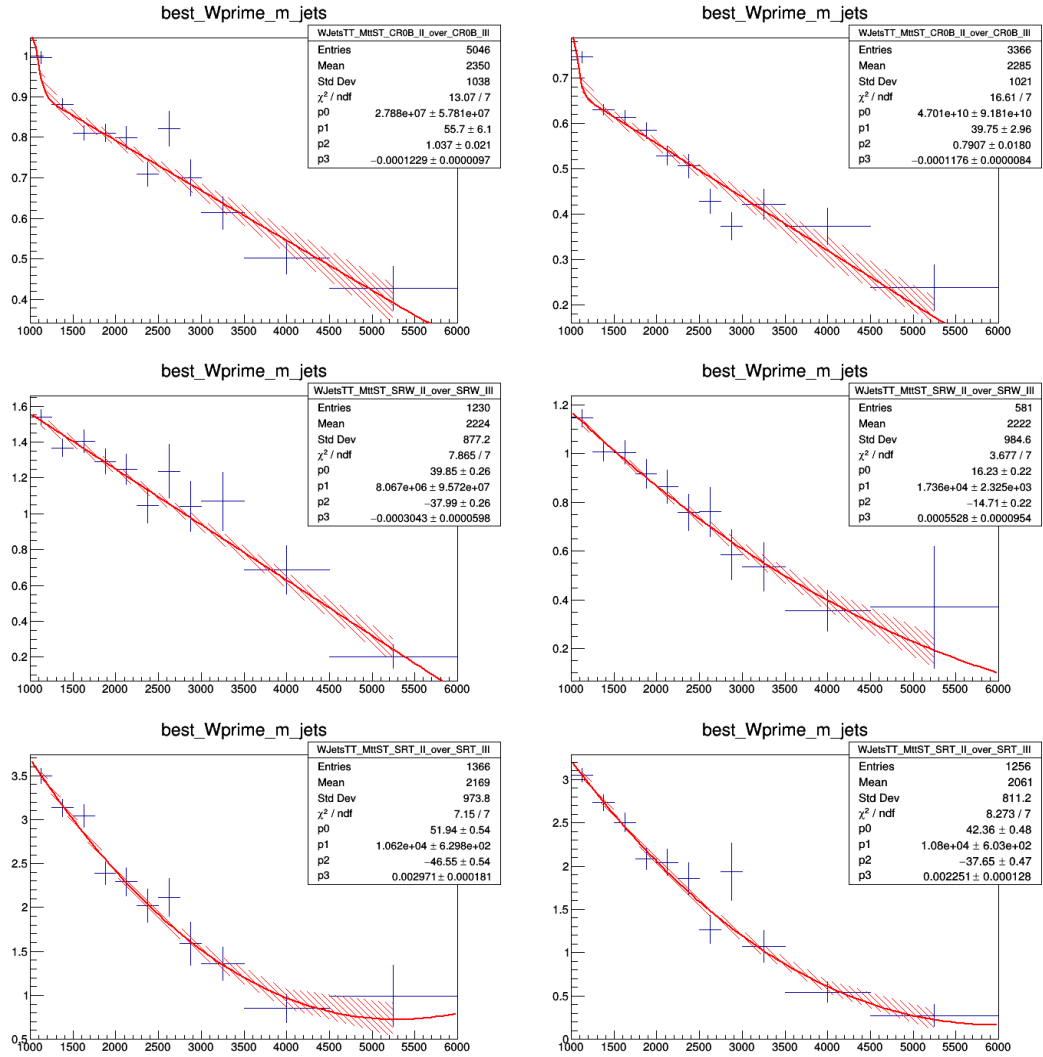 best_Wprime_m_jets
WJetsTT_MttST_CR0B_II_over_CR0B_III
Entries 5046
Mean 2350
Std Dev 1038
χ² / ndf 13.07 / 7
p0 2.788e+07 ± 5.781e+07
p1 55.7 ± 6.1
p2 1.037 ± 0.021
p3 −0.0001229 ± 0.0000097
1
0.9
0.8
0.7
0.6
0.5
0.4
1000 1500 2000 2500 3000 3500 4000 4500 5000 5500 6000
best_Wprime_m_jets
WJetsTT_MttST_CR0B_II_over_CR0B_III
Entries 3366
Mean 2285
Std Dev 1021
χ² / ndf 16.61 / 7
p0 4.701e+10 ± 9.181e+10
p1 39.75 ± 2.96
p2 0.7907 ± 0.0180
p3 −0.0001176 ± 0.0000084
0.7
0.6
0.5
0.4
0.3
0.2
1000 1500 2000 2500 3000 3500 4000 4500 5000 5500 6000
best_Wprime_m_jets
WJetsTT_MttST_SRW_II_over_SRW_III
Entries 1230
Mean 2224
Std Dev 877.2
χ² / ndf 7.865 / 7
p0 39.85 ± 0.26
p1 8.067e+06 ± 9.572e+07
p2 −37.99 ± 0.26
p3 −0.0003043 ± 0.0000598
1.6
1.4
1.2
1
0.8
0.6
0.4
0.2
1000 1500 2000 2500 3000 3500 4000 4500 5000 5500 6000
best_Wprime_m_jets
WJetsTT_MttST_SRW_II_over_SRW_III
Entries 581
Mean 2222
Std Dev 984.6
χ² / ndf 3.677 / 7
p0 16.23 ± 0.22
p1 1.736e+04 ± 2.325e+03
p2 −14.71 ± 0.22
p3 0.0005528 ± 0.0000954
1.2
1
0.8
0.6
0.4
0.2
1000 1500 2000 2500 3000 3500 4000 4500 5000 5500 6000
best_Wprime_m_jets
WJetsTT_MttST_SRT_II_over_SRT_III
Entries 1366
Mean 2169
Std Dev 973.8
χ² / ndf 7.15 / 7
p0 51.94 ± 0.54
p1 1.062e+04 ± 6.298e+02
p2 −46.55 ± 0.54
p3 0.002971 ± 0.000181
3.5
3
2.5
2
1.5
1
0.5
1000 1500 2000 2500 3000 3500 4000 4500 5000 5500 6000
best_Wprime_m_jets
WJetsTT_MttST_SRT_II_over_SRT_III
Entries 1256
Mean 2061
Std Dev 811.2
χ² / ndf 8.273 / 7
p0 42.36 ± 0.48
p1 1.08e+04 ± 6.03e+02
p2 −37.65 ± 0.47
p3 0.002251 ± 0.000128
3
2.5
2
1.5
1
0.5
0
1000 1500 2000 2500 3000 3500 4000 4500 5000 5500 6000